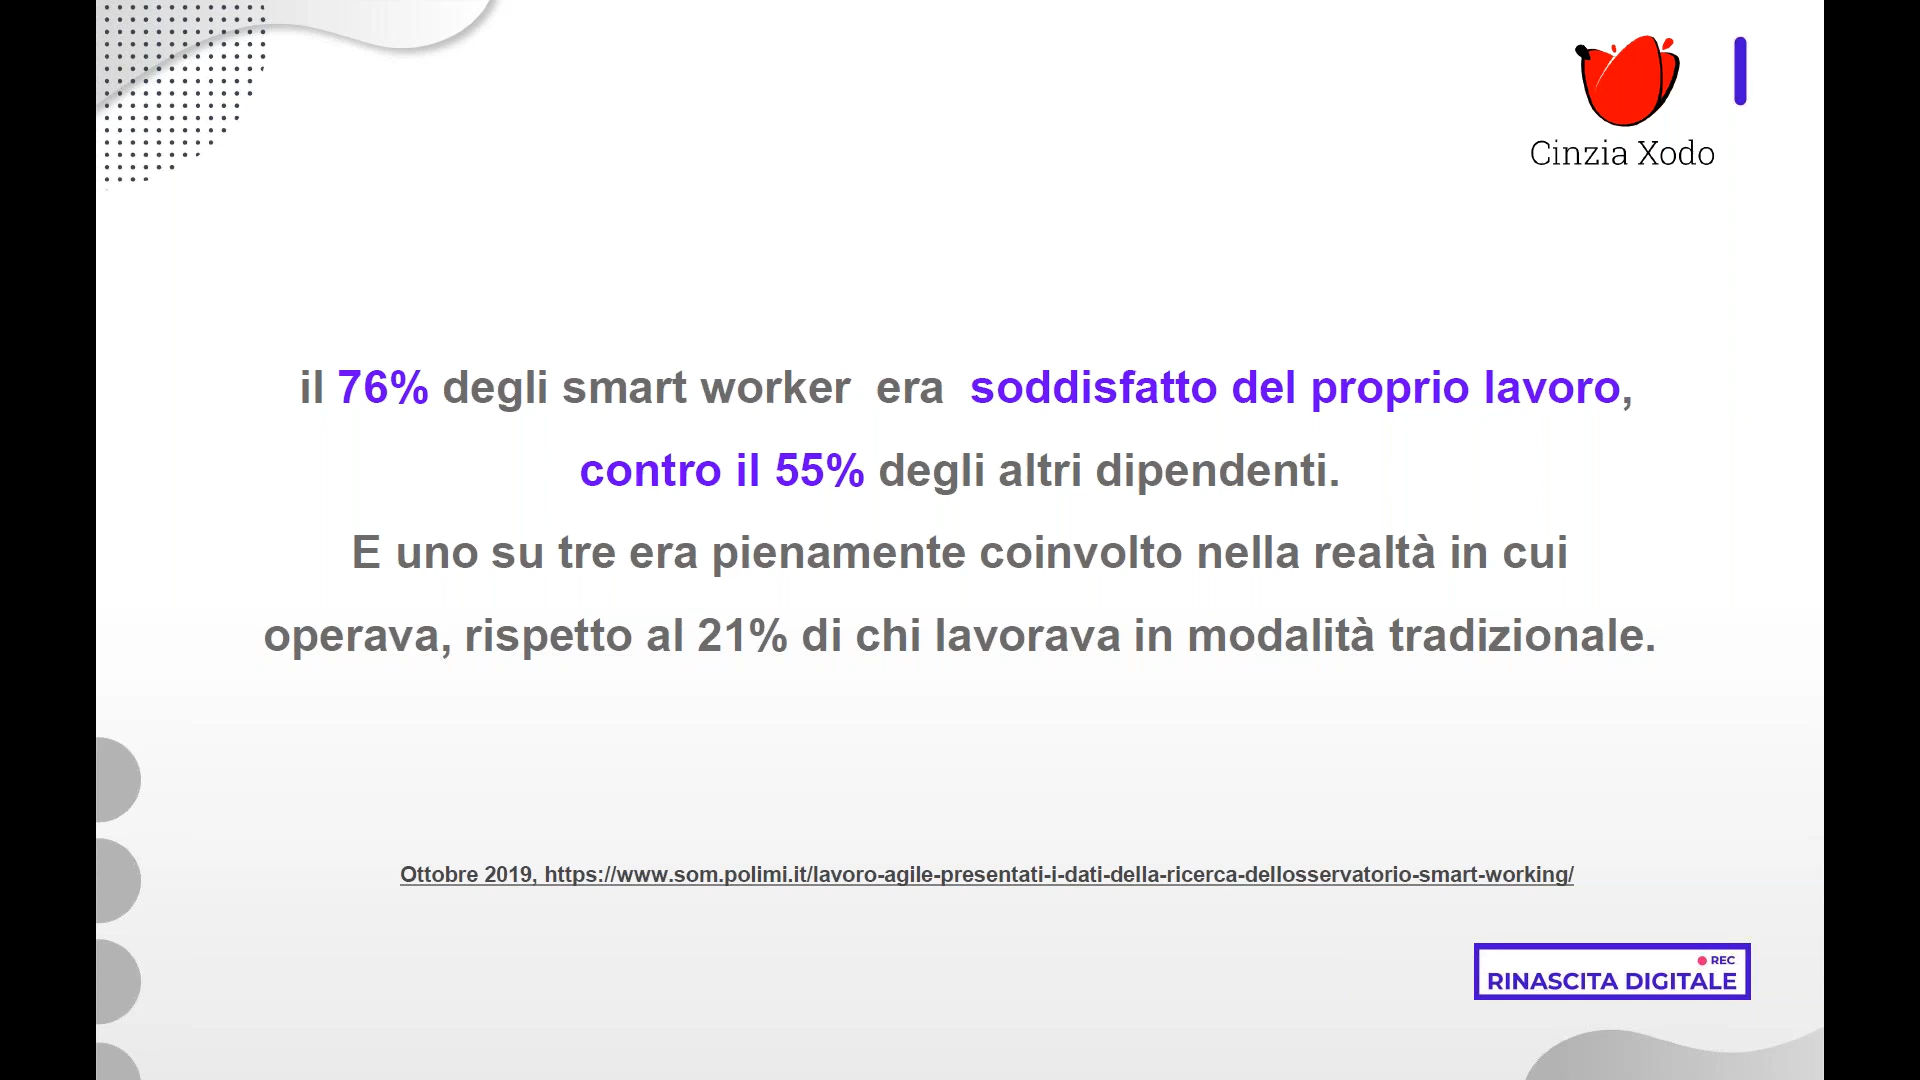 Cinzia Xodo
il 76% degli smart worker era soddisfatto del proprio lavoro,
contro il 55% degli altri dipendenti.
E uno su tre era pienamente coinvolto nella realtà in cui
operava, rispetto al 21% di chi lavorava in modalità tradizionale.
Ottobre 2019, https://www.som.polimi.it/lavoro-agile-presentati-i-dati-della-ricerca-dellosservatorio-smart-working/
REC
RINASCITA DIGITALE